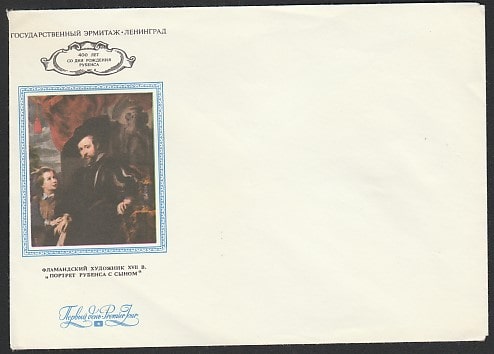 ГОСУДАРСТВЕННЫЙ ЭРМИТАЖ • ЛЕНИНГРАД
400 ЛЕТ
СО ДНЯ РОЖДЕНИЯ
РУБЕНСА
ФЛАМАНДСКИЙ ХУДОЖНИК XVII В.
„ПОРТРЕТ РУБЕНСА С СЫНОМ"
Первый день • Premier Jour